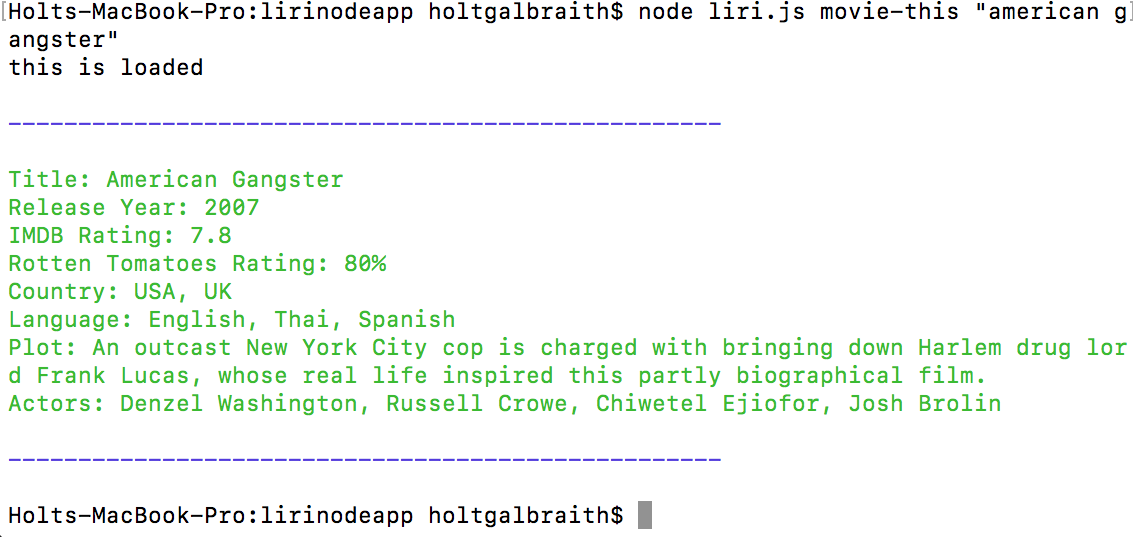 [Holts-MacBook-Pro:lirinodeapp holtgalbraith$ node liri.js movie-this "american g]
angster"
this is loaded
---------------------------------------------------
Title: American Gangster
Release Year: 2007
IMDB Rating: 7.8
Rotten Tomatoes Rating: 80%
Country: USA, UK
Language: English, Thai, Spanish
Plot: An outcast New York City cop is charged with bringing down Harlem drug lor
d Frank Lucas, whose real life inspired this partly biographical film.
Actors: Denzel Washington, Russell Crowe, Chiwetel Ejiofor, Josh Brolin
---------------------------------------------------
Holts-MacBook-Pro:lirinodeapp holtgalbraith$